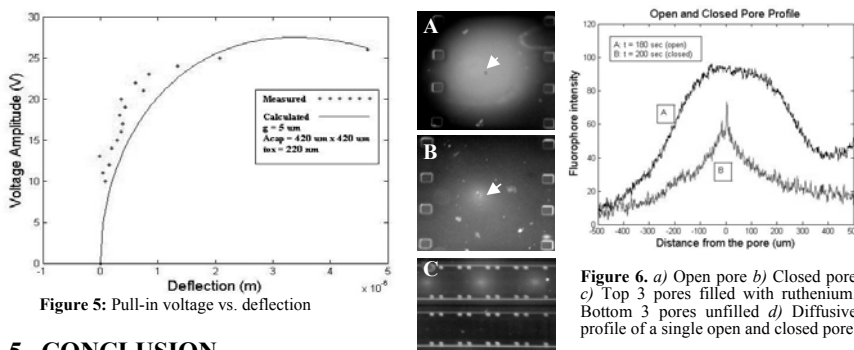 35
30
25
20
15
10
5
0
Voltage Amplitude (V)
Measured
Calculated
g = 5 um
Acap = 420 um x 420 um
tox = 220 nm
-1 0 1 2 3 4 5
x 10
Deflection (m)
Figure 5: Pull-in voltage vs. deflection
5 CONCLUSION
A
B
C
Open and Closed Pore Profile
120
100
80
60
40
20
0
Fluorophore intensity
A: t = 180 sec (open)
B: t = 200 sec (closed)
A
B
-500 -400 -300 -200 -100 0 100 200 300 400 500
Distance from the pore (um)
Figure 6. a) Open pore b) Closed pore
c) Top 3 pores filled with ruthenium
Bottom 3 pores unfilled d) Diffusive
profile of a single open and closed pore